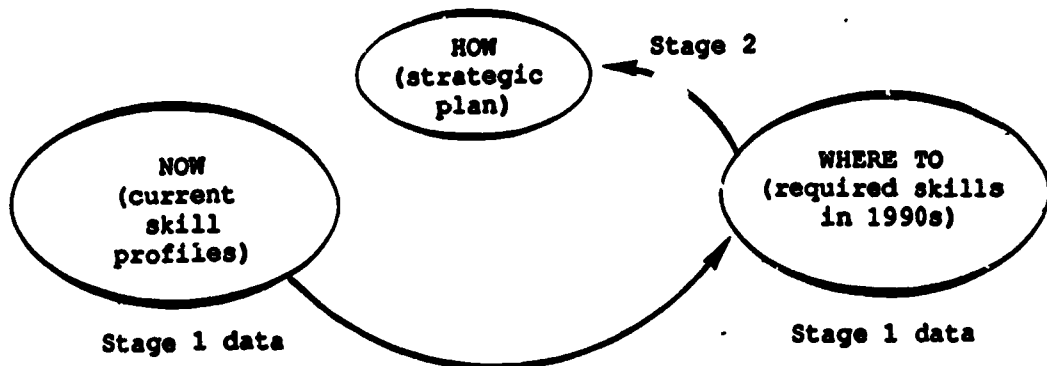 HOW
(strategic
plan)
Stage 2
NOW
(current
skill
profiles)
Stage 1 data
WHERE TO
(required skills
in 1990s)
Stage 1 data